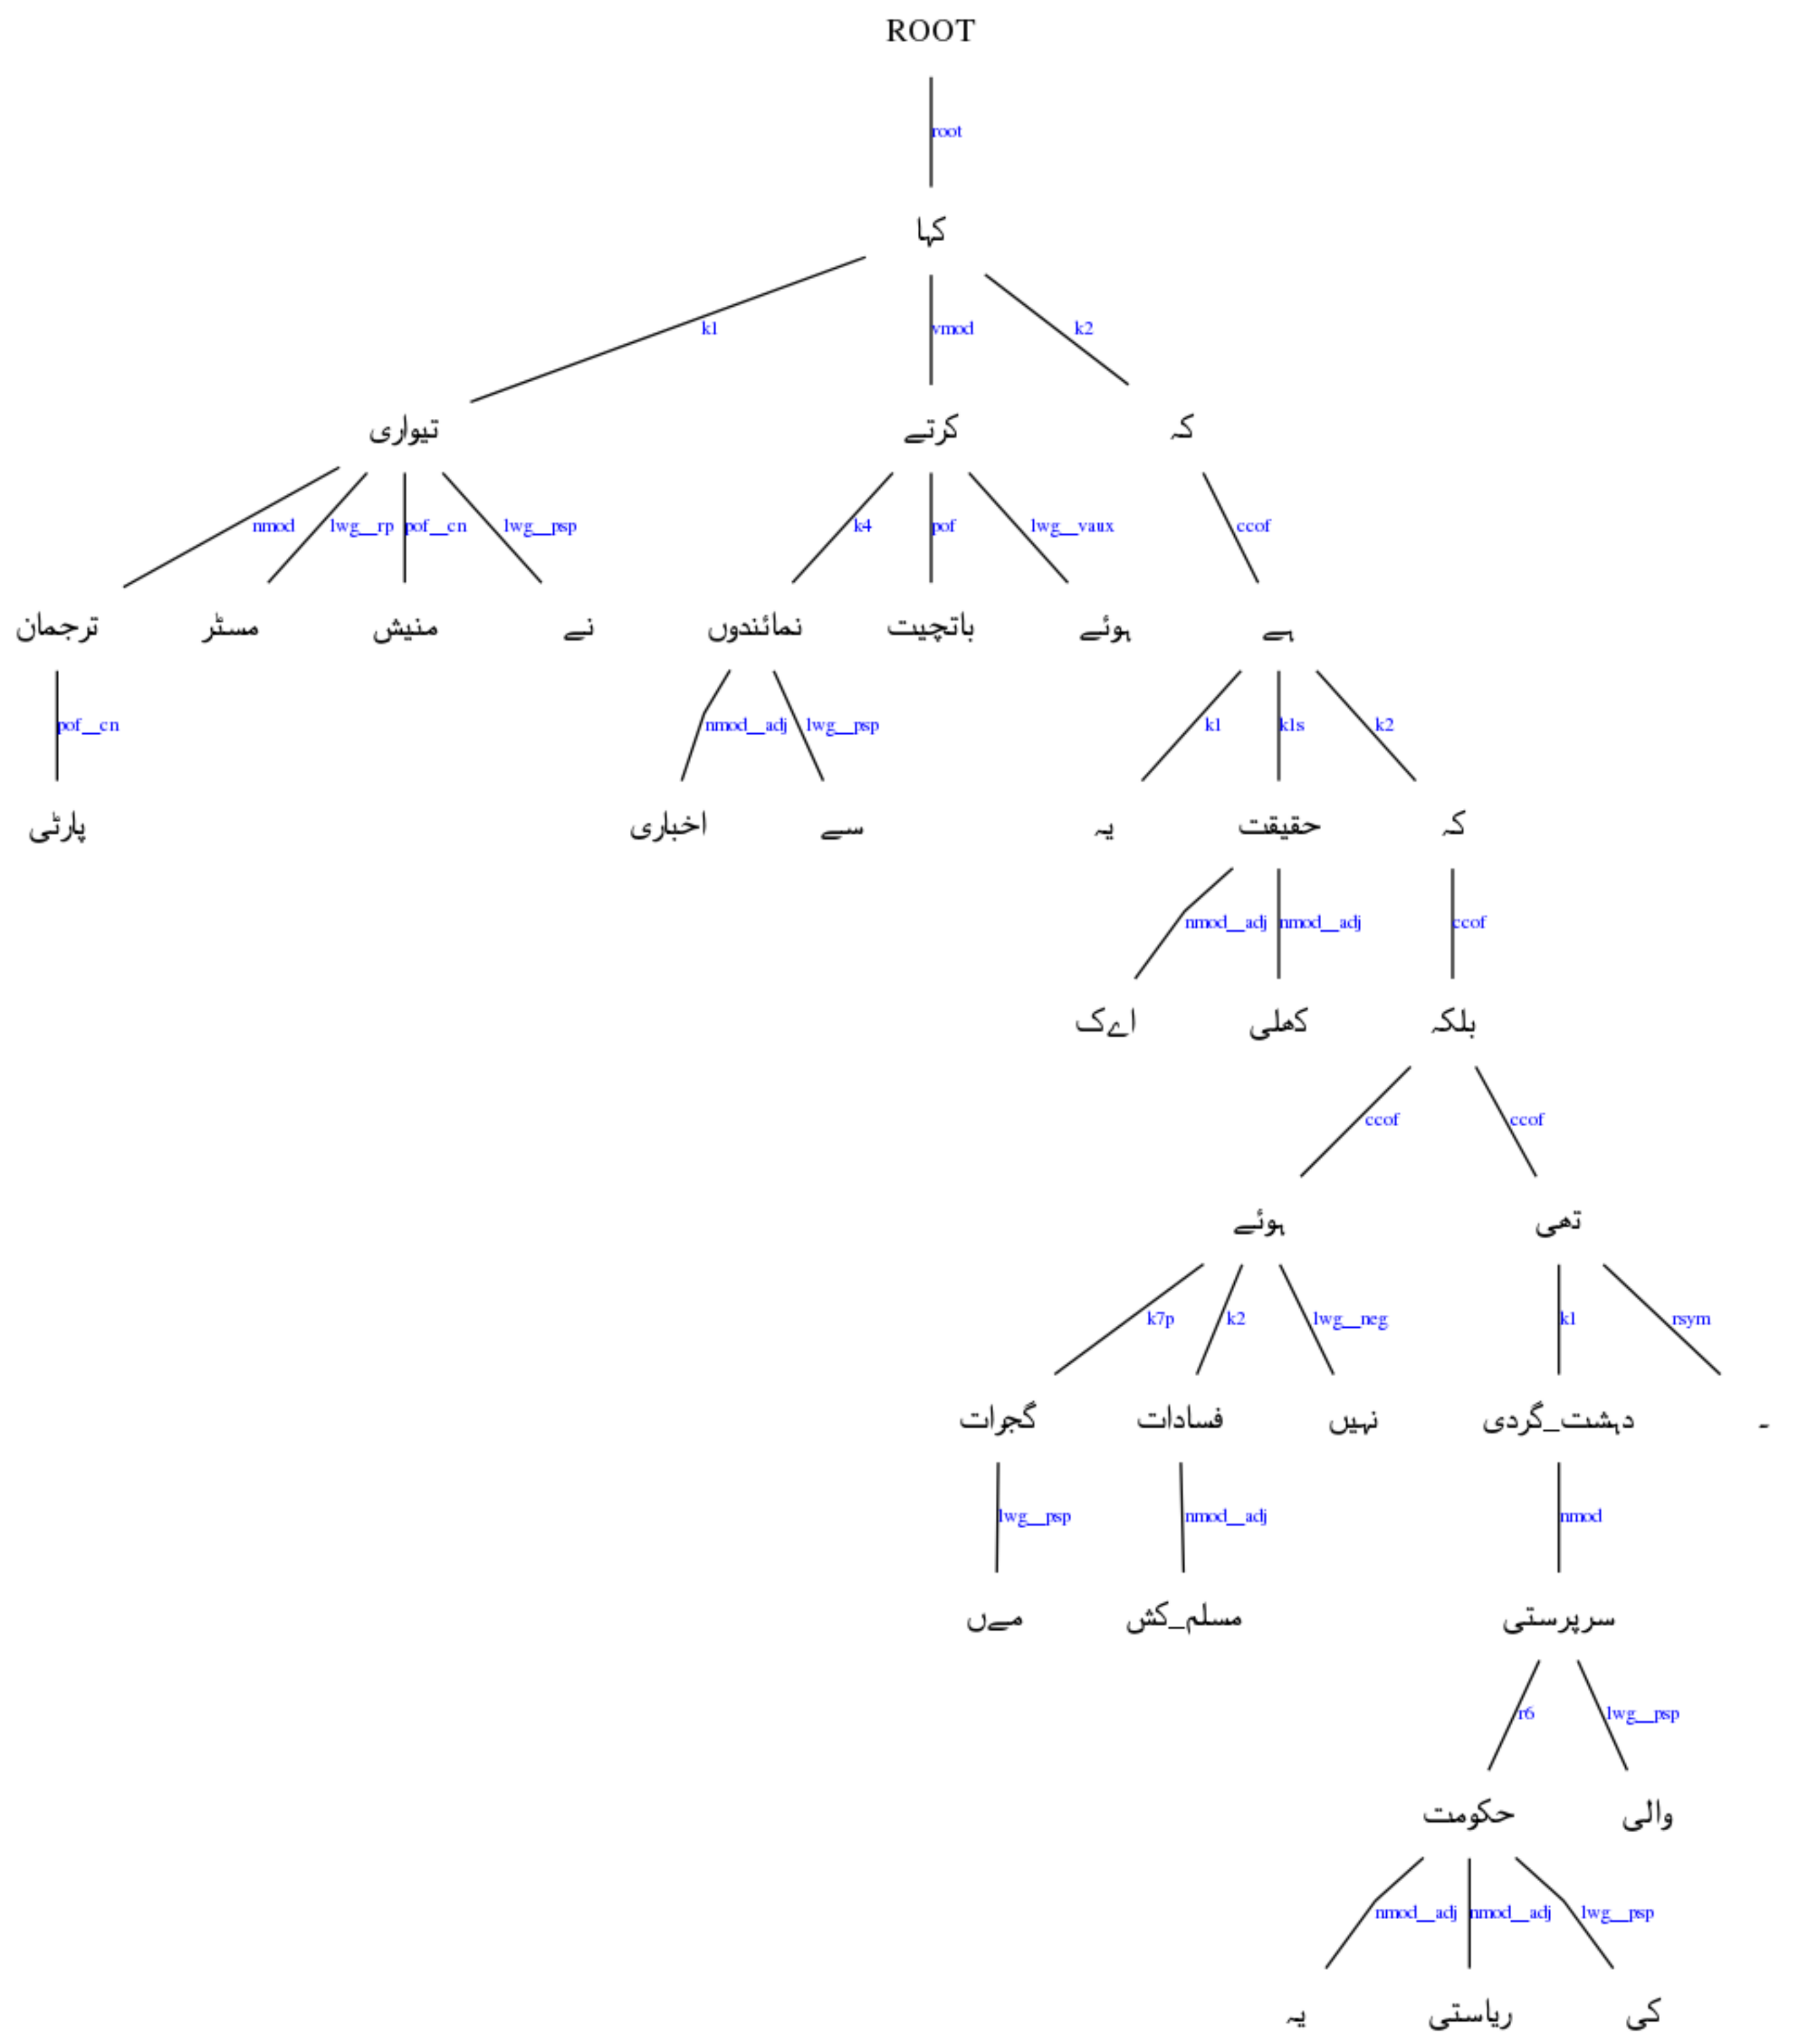 ROOT
root
کہا
k1 vmod k2
تیواری کرتے کہ
nmod lwg__rp pof__cn lwg__psp k4 pof lwg__vaux ccof
ترجمان مسٹر منیش نے نمائندوں باتچیت ہوئے ہے
pof__cn nmod__adj lwg__psp k1 k1s k2
پارٹی اخباری سے یہ حقیقت کہ
nmod__adj nmod__adj ccof
اےک کھلی بلکہ
ccof ccof
ہوئے تھی
k7p k2 lwg__neg k1 rsym
گجرات فسادات نہیں دہشت_گردی ۔
lwg__psp nmod__adj nmod
مےں مسلم_کش سرپرستی
r6 lwg__psp
حکومت والی
nmod__adj nmod__adj lwg__psp
یہ ریاستی کی